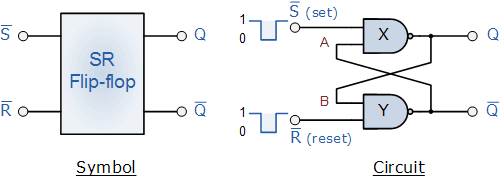 S̅
SR
Flip-flop
Q
R̅
Q̅
Symbol
1
0
S̅ (set)
A
X
Q
B
Y
1
0
R̅ (reset)
Q̅
Circuit